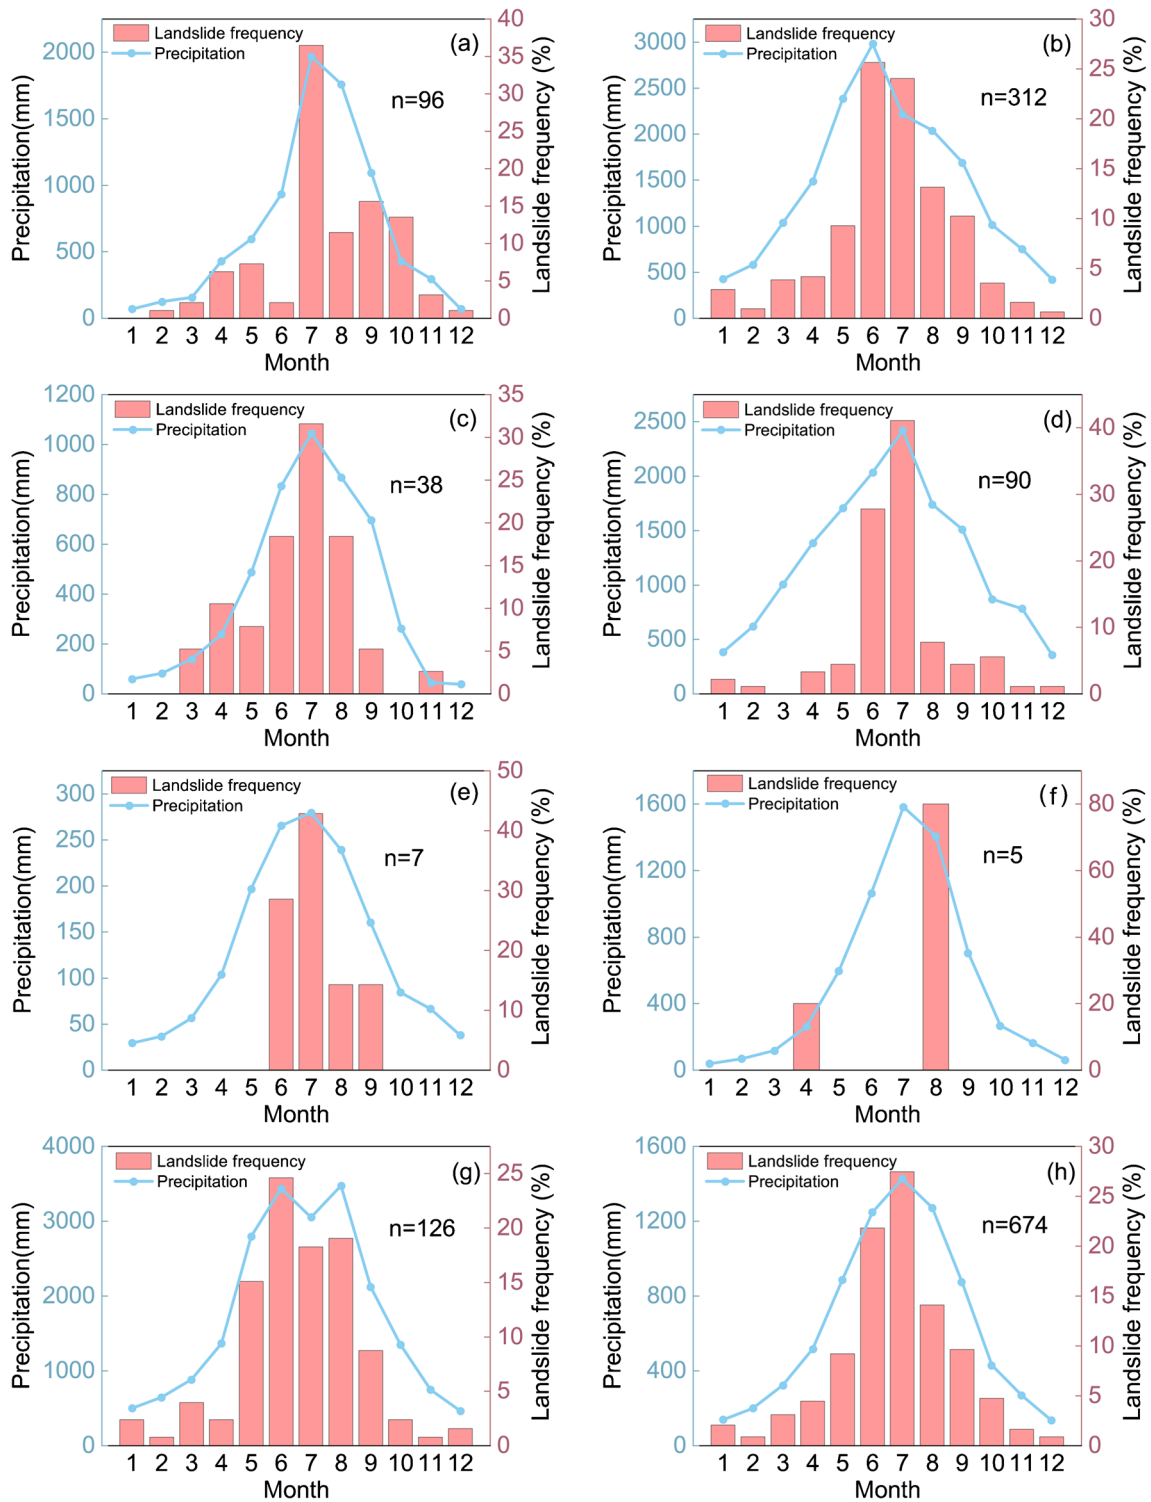 Landslide frequency
Precipitation
(a)
n=96
Precipitation(mm)
2000
1500
1000
500
0
Landslide frequency (%)
40
35
30
25
20
15
10
5
0
1 2 3 4 5 6 7 8 9 10 11 12
Month
Landslide frequency
Precipitation
(b)
n=312
Precipitation(mm)
3000
2500
2000
1500
1000
500
0
Landslide frequency (%)
30
25
20
15
10
5
0
1 2 3 4 5 6 7 8 9 10 11 12
Month
Landslide frequency
Precipitation
(c)
n=38
Precipitation(mm)
1200
1000
800
600
400
200
0
Landslide frequency (%)
35
30
25
20
15
10
5
0
1 2 3 4 5 6 7 8 9 10 11 12
Month
Landslide frequency
Precipitation
(d)
n=90
Precipitation(mm)
2500
2000
1500
1000
500
0
Landslide frequency (%)
40
30
20
10
0
1 2 3 4 5 6 7 8 9 10 11 12
Month
Landslide frequency
Precipitation
(e)
n=7
Precipitation(mm)
300
250
200
150
100
50
0
Landslide frequency (%)
50
40
30
20
10
0
1 2 3 4 5 6 7 8 9 10 11 12
Month
Landslide frequency
Precipitation
(f)
n=5
Precipitation(mm)
1600
1200
800
400
0
Landslide frequency (%)
80
60
40
20
0
1 2 3 4 5 6 7 8 9 10 11 12
Month
Landslide frequency
Precipitation
(g)
n=126
Precipitation(mm)
4000
3000
2000
1000
0
Landslide frequency (%)
25
20
15
10
5
0
1 2 3 4 5 6 7 8 9 10 11 12
Month
Landslide frequency
Precipitation
(h)
n=674
Precipitation(mm)
1600
1200
800
400
0
Landslide frequency (%)
30
25
20
15
10
5
0
1 2 3 4 5 6 7 8 9 10 11 12
Month